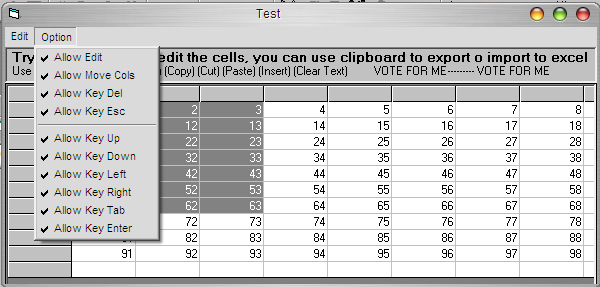 Test
Edit Option
Try edit the cells, you can use clipboard to export o import to excel
Use (Copy) (Cut) (Paste) (Insert) (Clear Text) VOTE FOR ME--------- VOTE FOR ME
Allow Edit
Allow Move Cols
Allow Key Del
Allow Key Esc
Allow Key Up
Allow Key Down
Allow Key Left
Allow Key Right
Allow Key Tab
Allow Key Enter
2 3 4 5 6 7 8
12 13 14 15 16 17 18
22 23 24 25 26 27 28
32 33 34 35 36 37 38
42 43 44 45 46 47 48
52 53 54 55 56 57 58
62 63 64 65 66 67 68
72 73 74 75 76 77 78
82 83 84 85 86 87 88
91 92 93 94 95 96 97 98